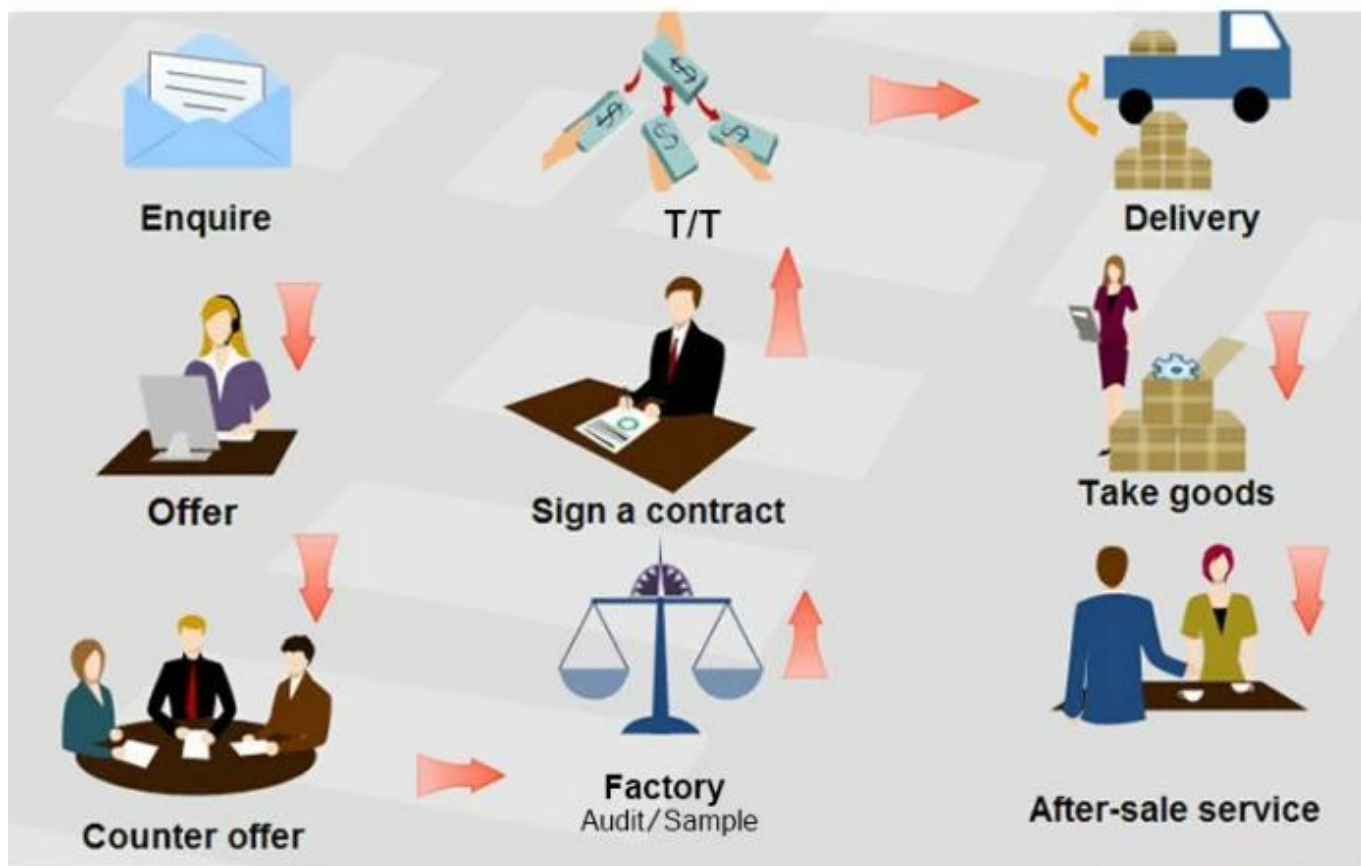 Enquire
T/T
Delivery
Offer
Sign a contract
Take goods
Counter offer
Factory
Audit/Sample
After-sale service